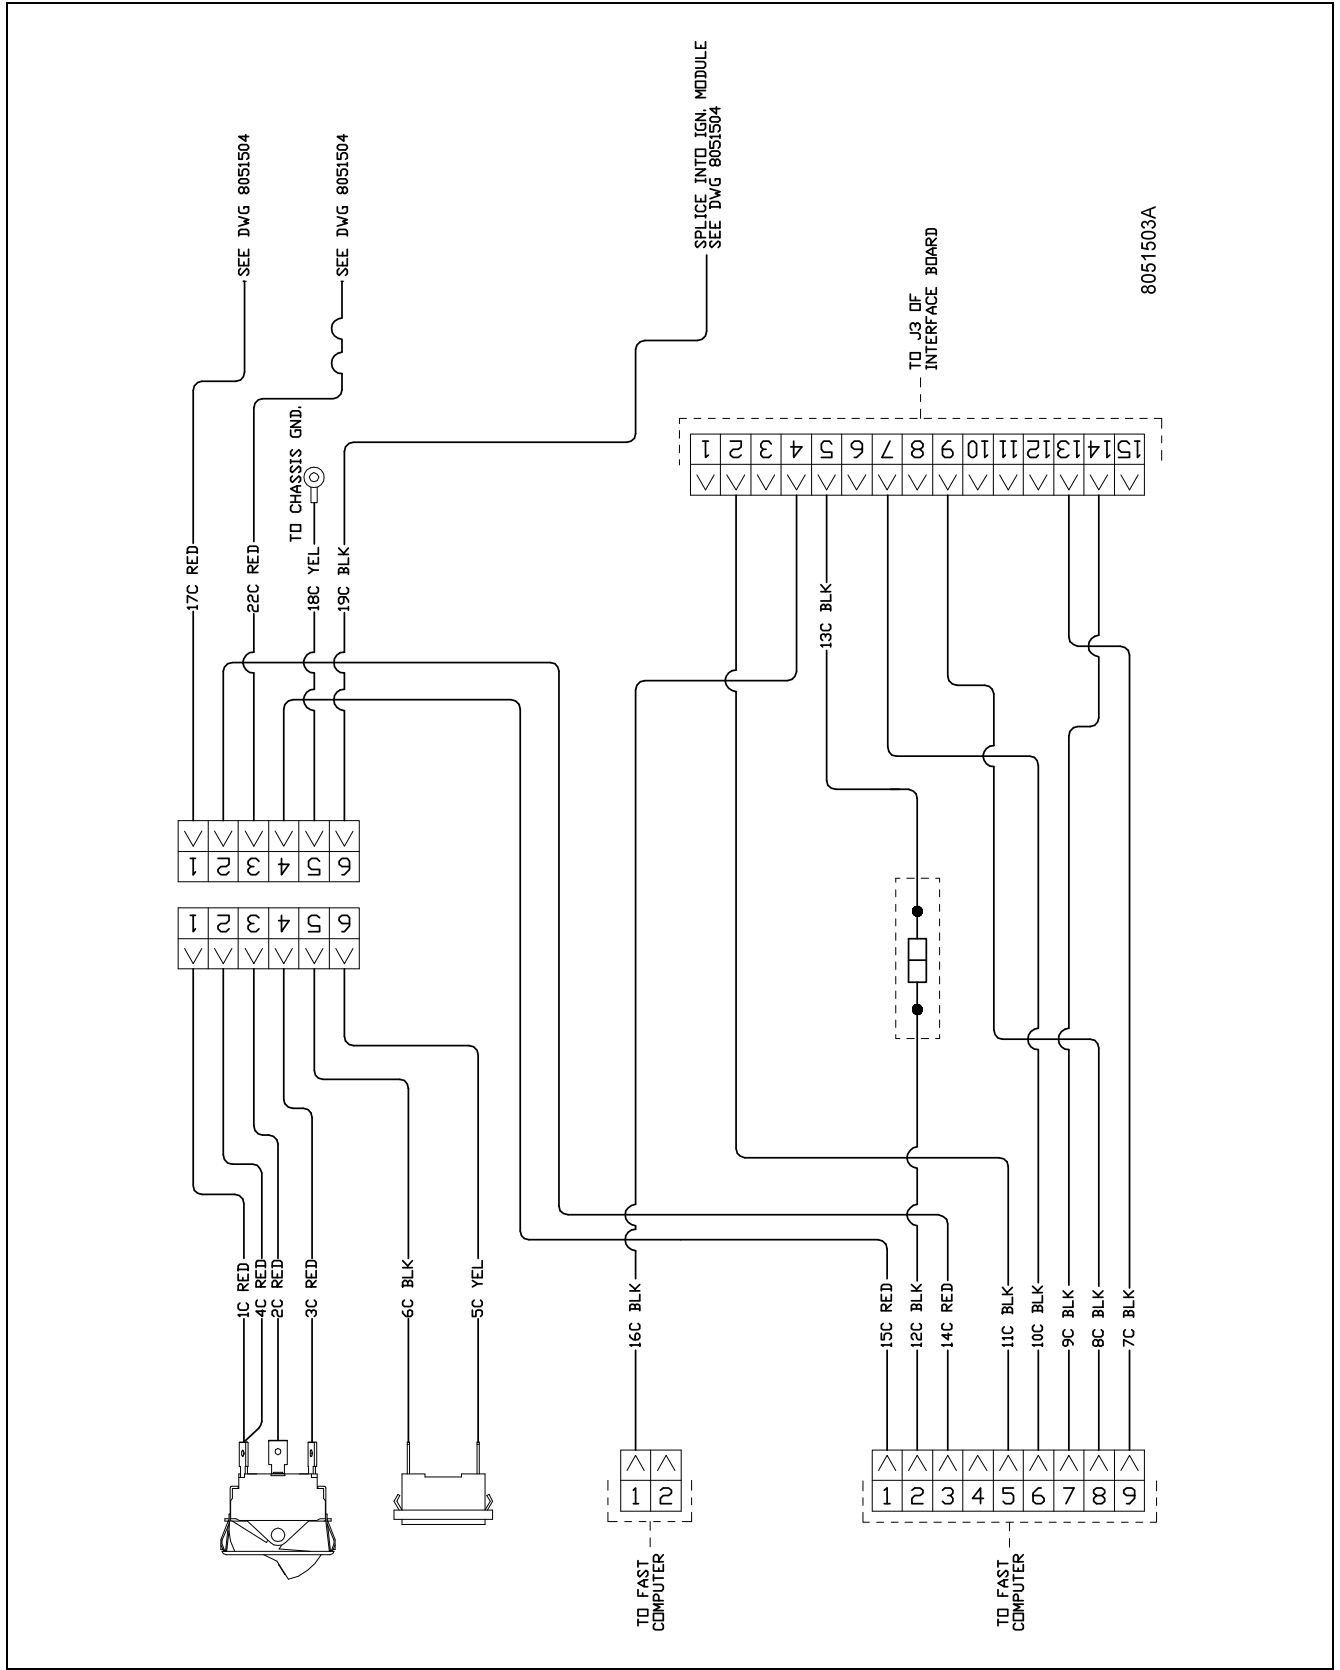 SEE DWG 8051504
SEE DWG 8051504
SPLICE INTO IGN. MODULE
SEE DWG 8051504
8051503A
TO J3 OF
INTERFACE BOARD
TO CHASSIS GND.
17C RED
22C RED
18C YEL
19C BLK
13C BLK
1 2 3 4 5 6 7 8 9 10 11 12 13 14 15
1 2 3 4 5 6
1 2 3 4 5 6
1C RED
4C RED
2C RED
3C RED
6C BLK
5C YEL
16C BLK
15C RED
12C BLK
14C RED
11C BLK
10C BLK
9C BLK
8C BLK
7C BLK
1 2
1 2 3 4 5 6 7 8 9
TO FAST
COMPUTER
TO FAST
COMPUTER